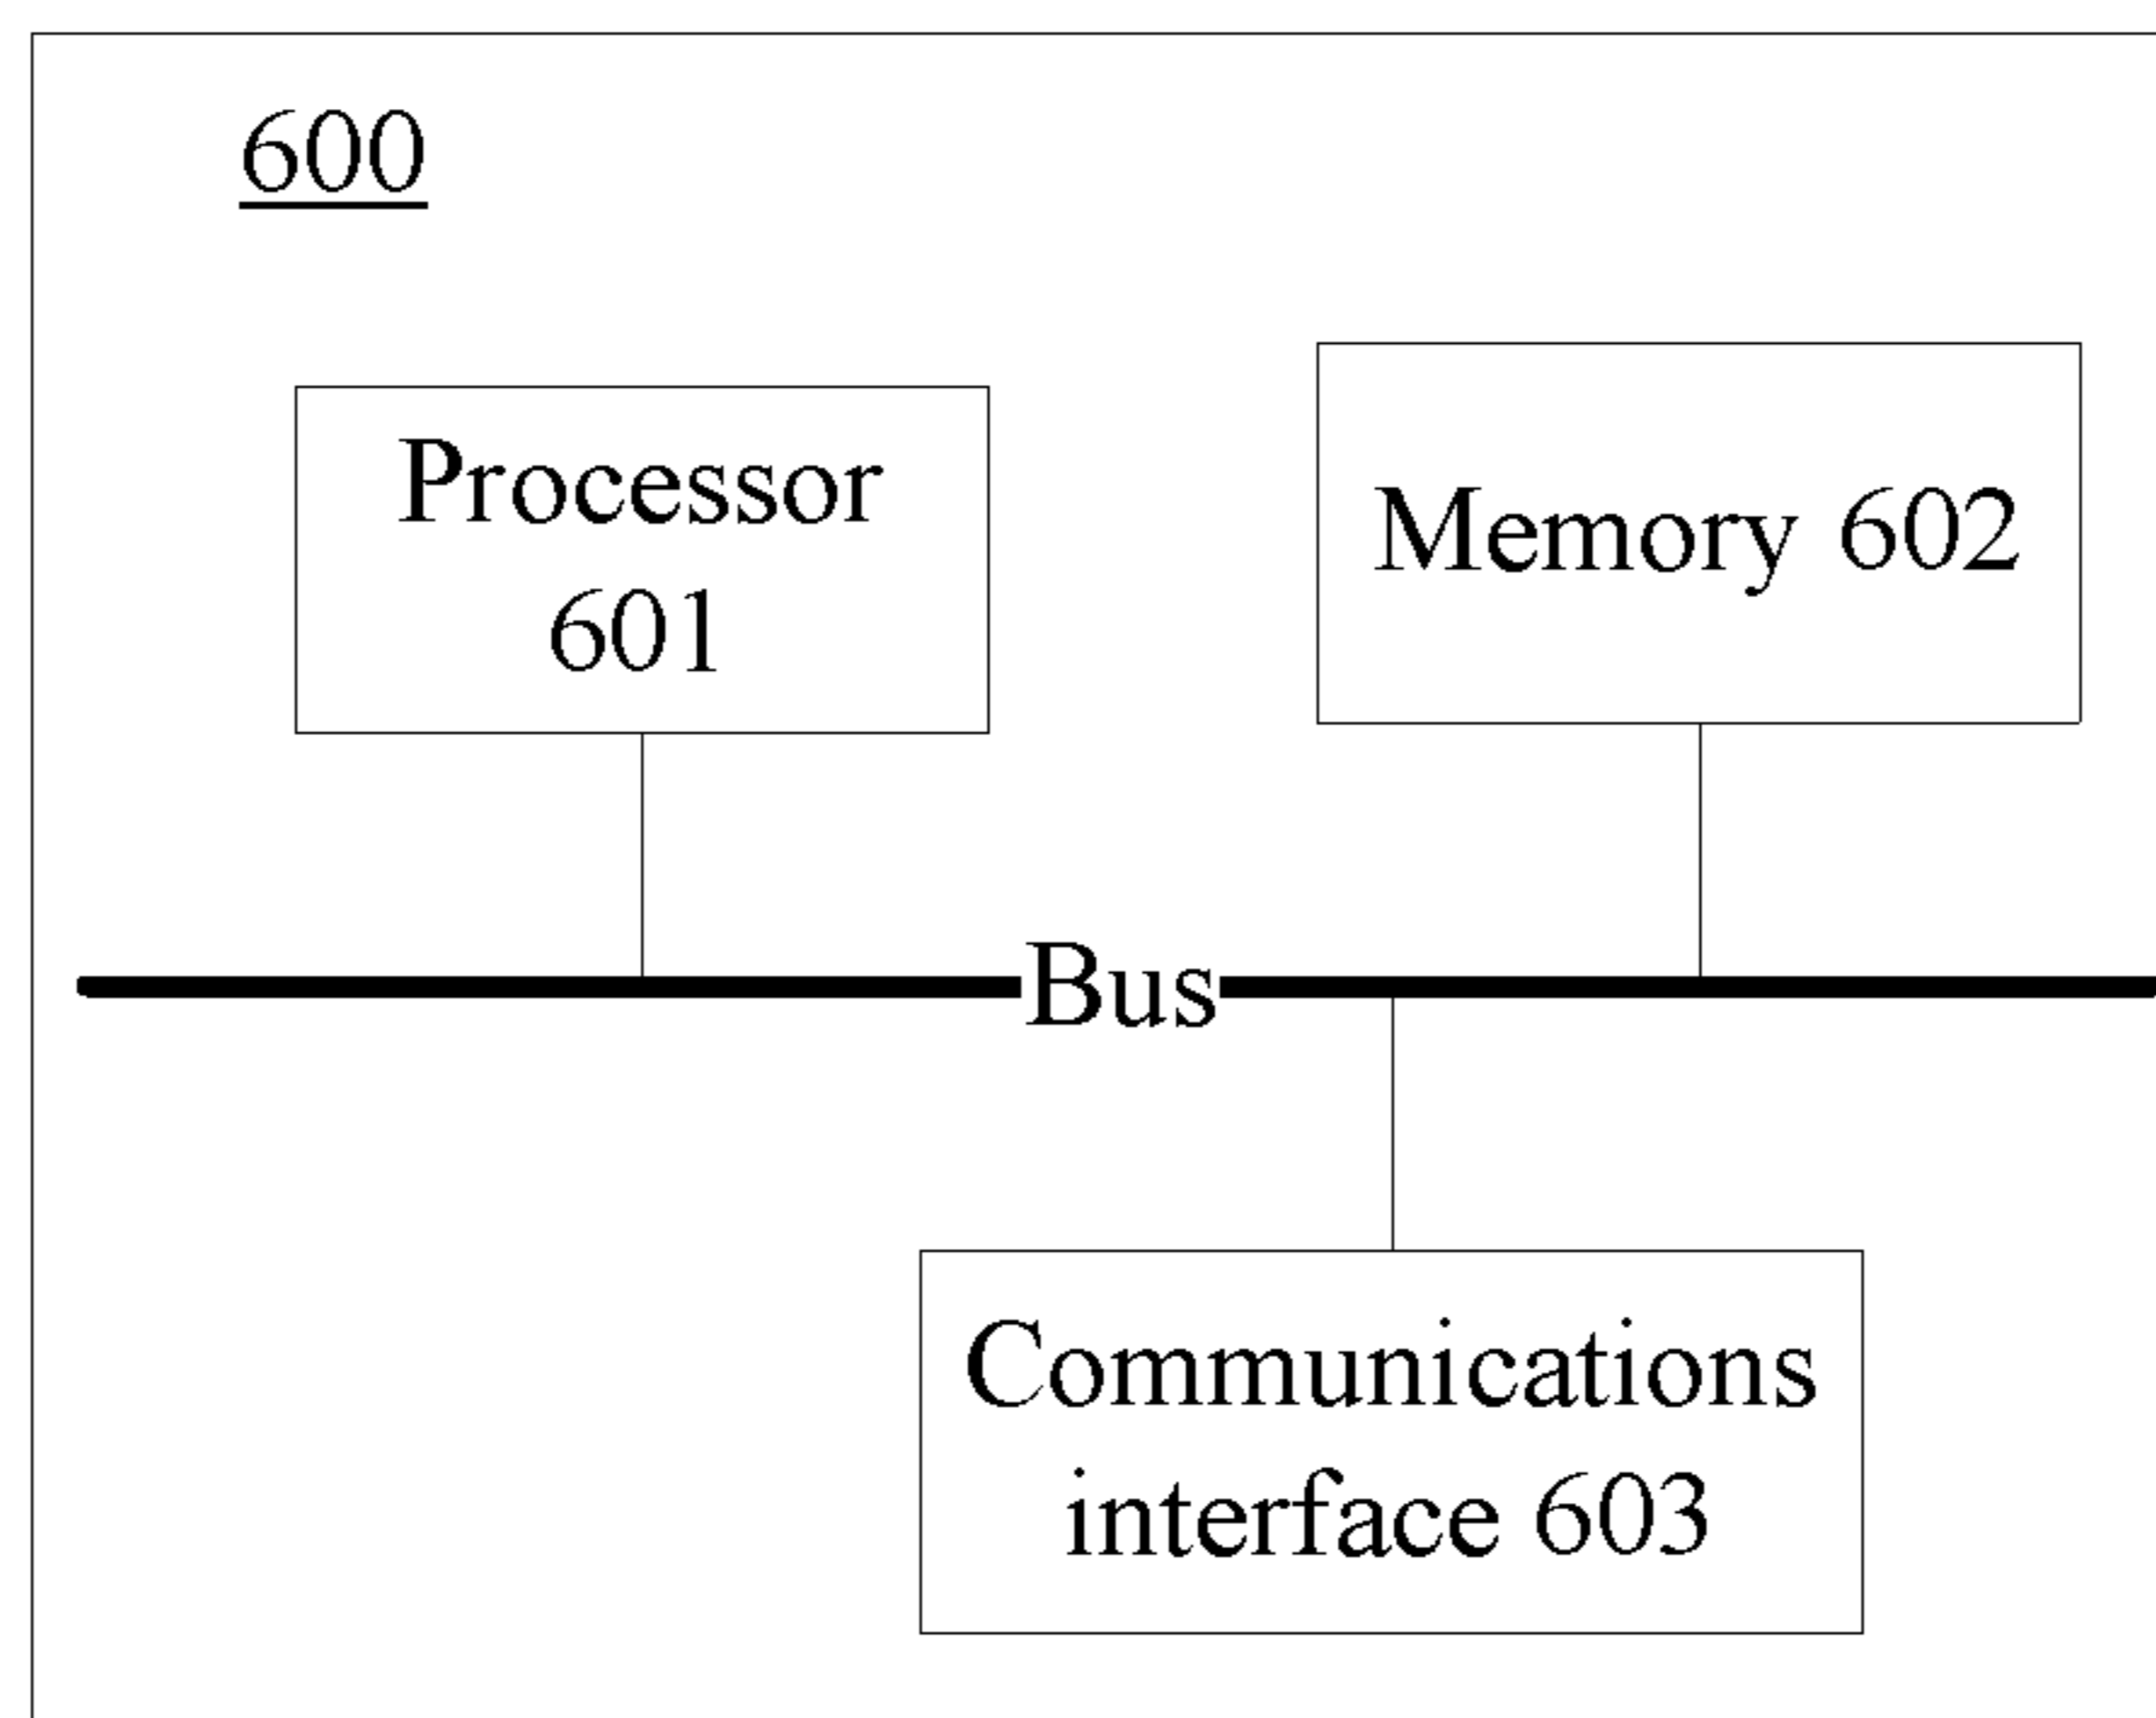 600
Processor
601
Memory 602
Bus
Communications
interface 603